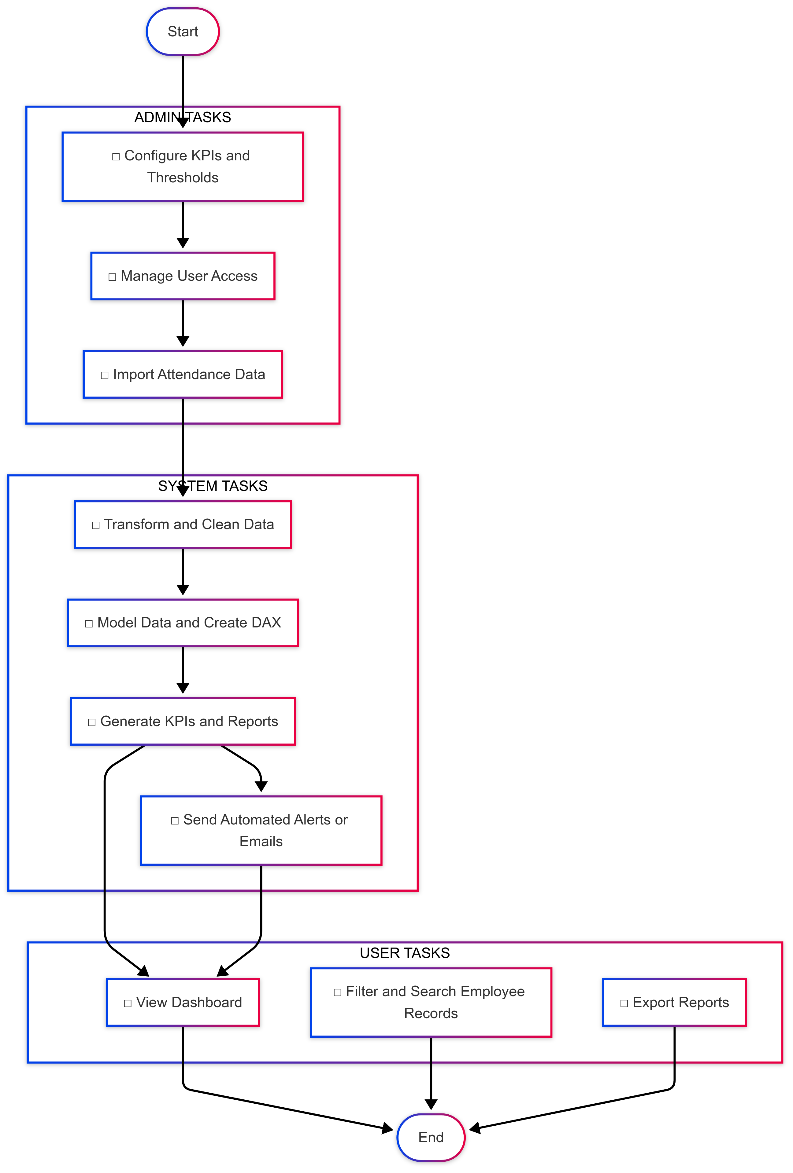 Start
ADMIN TASKS
□ Configure KPIs and
Thresholds
□ Manage User Access
□ Import Attendance Data
SYSTEM TASKS
□ Transform and Clean Data
□ Model Data and Create DAX
□ Generate KPIs and Reports
□ Send Automated Alerts or
Emails
USER TASKS
□ View Dashboard
□ Filter and Search Employee
Records
□ Export Reports
End